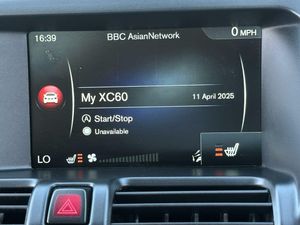 16:39
BBC AsianNetwork
0 MPH
My XC60
11 April 2025
A Start/Stop
Unavailable
LO